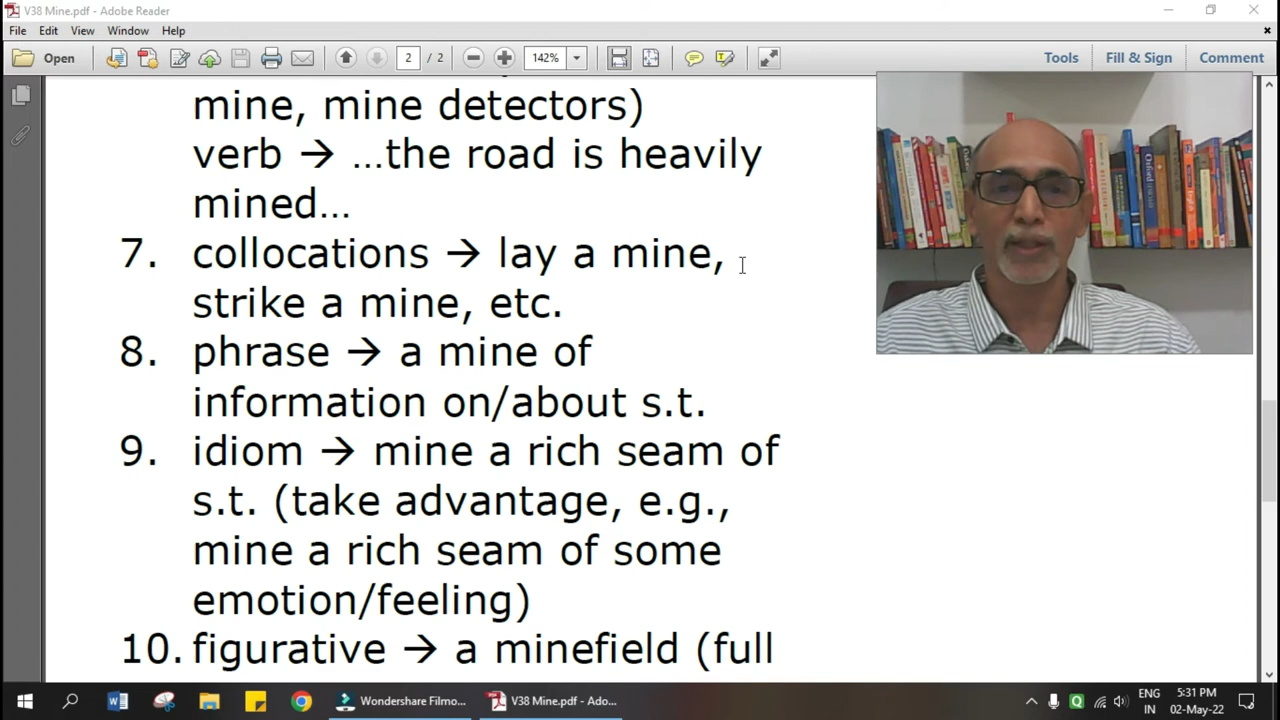 V38 Mine.pdf - Adobe Reader
File Edit View Window Help
Open 2 / 2 142% Tools Fill & Sign Comment
mine, mine detectors)
verb → ...the road is heavily
mined...
7. collocations → lay a mine,
strike a mine, etc.
8. phrase → a mine of
information on/about s.t.
9. idiom → mine a rich seam of
s.t. (take advantage, e.g.,
mine a rich seam of some
emotion/feeling)
10. figurative → a minefield (full
Wondershare Filmo... V38 Mine.pdf - Ado... ENG 5:31 PM
IN 02-May-22